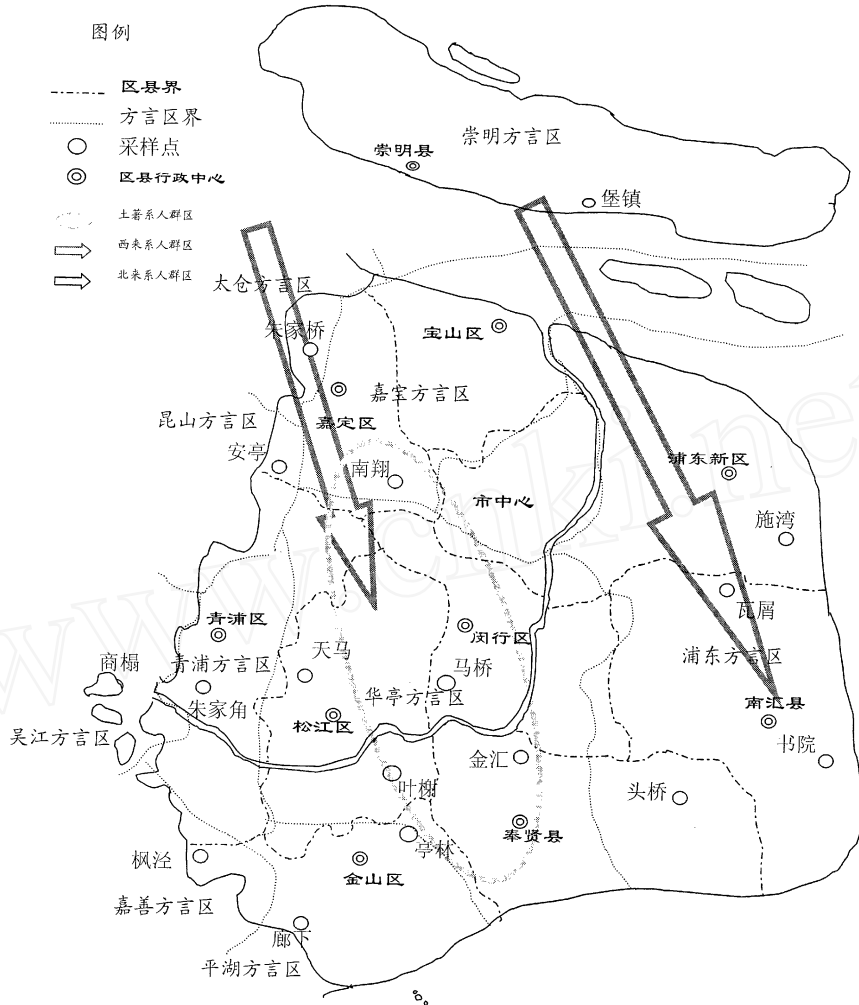 图例
区县界
方言区界
采样点
区县行政中心
土著系人群区
西来系人群区
北来系人群区
崇明方言区
崇明县
堡镇
太仓方言区
朱家桥
宝山区
嘉宝方言区
嘉定区
昆山方言区
安亭
南翔
浦东新区
市中心
施湾
瓦屑
青浦区
闵行区
天马
浦东方言区
商榻
青浦方言区
马桥
朱家角
华亭方言区
南汇县
松江区
吴江方言区
书院
金汇
叶榭
头桥
奉贤县
亭林
枫泾
金山区
嘉善方言区
廊下
平湖方言区
www.cnki.ne